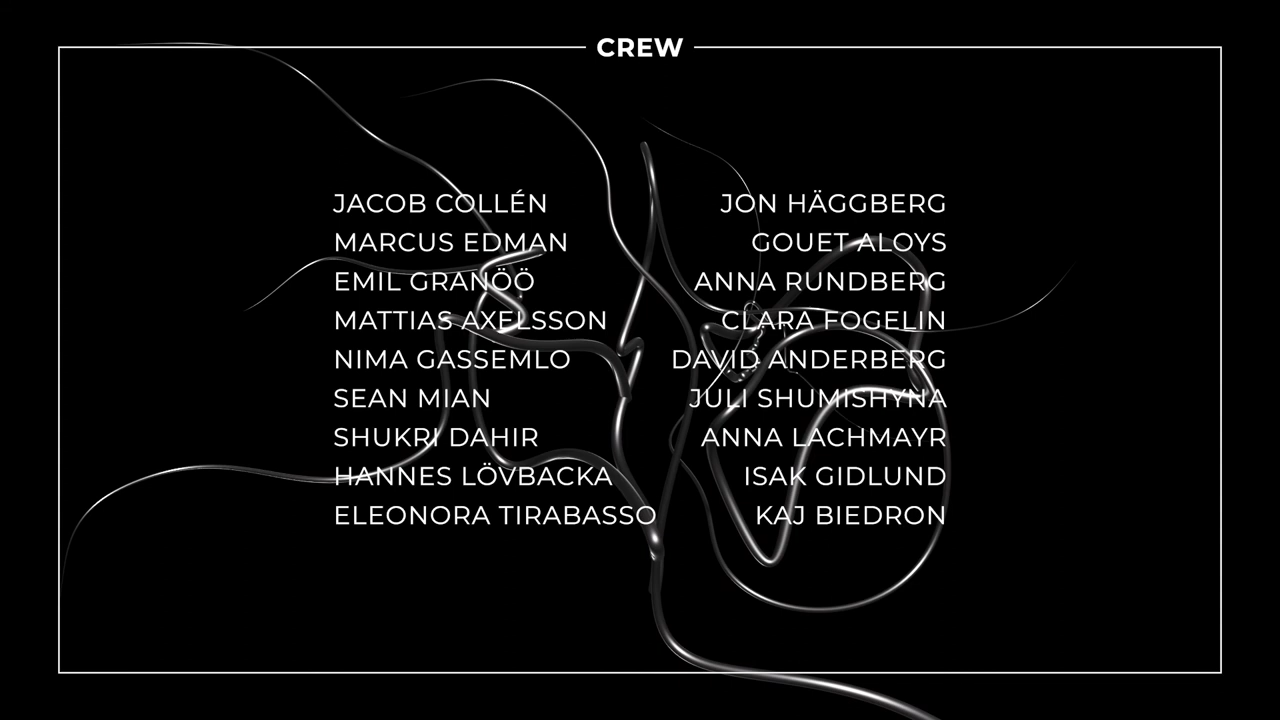 CREW
JACOB COLLÉN
MARCUS EDMAN
EMIL GRANÖÖ
MATTIAS AXELSSON
NIMA GASSEMLO
SEAN MIAN
SHUKRI DAHIR
HANNES LÖVBACKA
ELEONORA TIRABASSO
JON HÄGGBERG
GOUET ALOYS
ANNA RUNDBERG
CLARA FOGELIN
DAVID ANDERBERG
JULI SHUMISHYNA
ANNA LACHMAYR
ISAK GIDLUND
KAJ BIEDRON